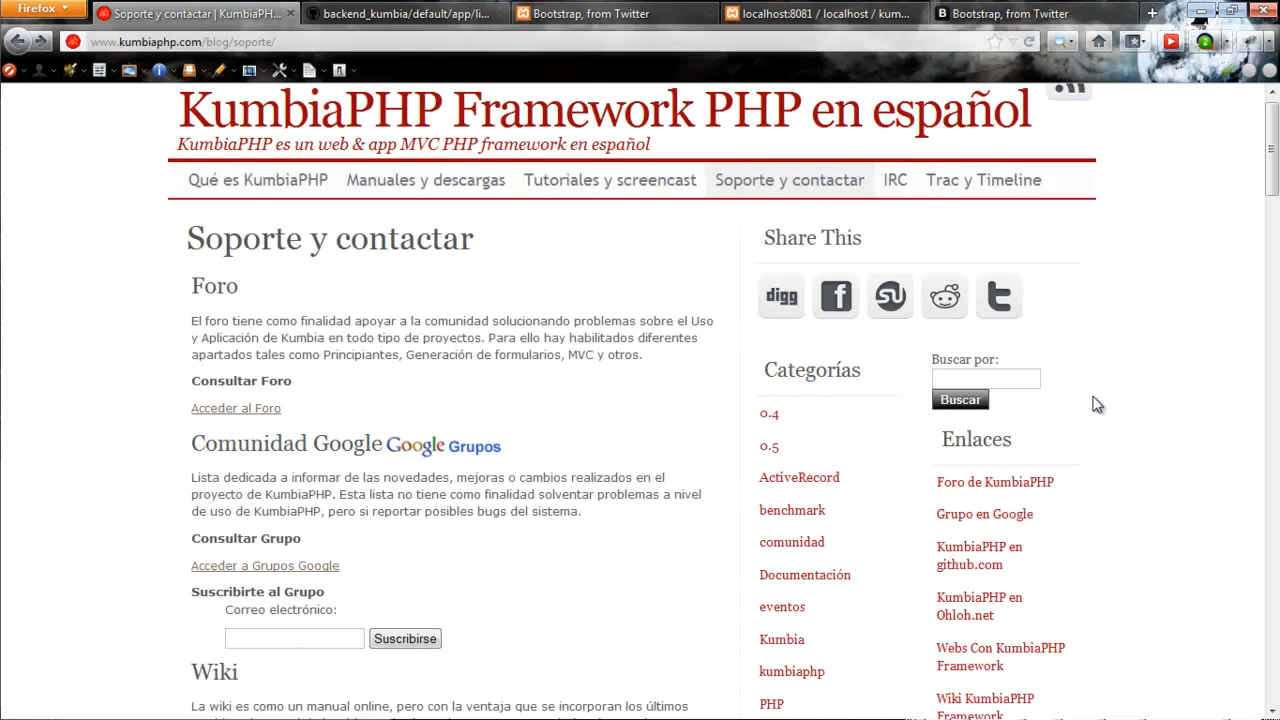 Firefox
Soporte y contactar | KumbiaPH...
backend_kumbia/default/app/li...
Bootstrap, from Twitter
localhost:8081 / localhost / kum...
Bootstrap, from Twitter
www.kumbiaphp.com/blog/soporte/
KumbiaPHP Framework PHP en español
KumbiaPHP es un web & app MVC PHP framework en español
Qué es KumbiaPHP
Manuales y descargas
Tutoriales y screencast
Soporte y contactar
IRC
Trac y Timeline
Soporte y contactar
Foro
El foro tiene como finalidad apoyar a la comunidad solucionando problemas sobre el Uso
y Aplicación de Kumbia en todo tipo de proyectos. Para ello hay habilitados diferentes
apartados tales como Principiantes, Generación de formularios, MVC y otros.
Consultar Foro
Acceder al Foro
Comunidad Google Google Grupos
Lista dedicada a informar de las novedades, mejoras o cambios realizados en el
proyecto de KumbiaPHP. Esta lista no tiene como finalidad solventar problemas a nivel
de uso de KumbiaPHP, pero si reportar posibles bugs del sistema.
Consultar Grupo
Acceder a Grupos Google
Suscribirte al Grupo
Correo electrónico:
Suscribirse
Wiki
La wiki es como un manual online, pero con la ventaja que se incorporan los últimos
Share This
digg
Categorías
0.4
0.5
ActiveRecord
benchmark
comunidad
Documentación
eventos
Kumbia
kumbiaphp
PHP
Buscar por:
Buscar
Enlaces
Foro de KumbiaPHP
Grupo en Google
KumbiaPHP en
github.com
KumbiaPHP en
Ohloh.net
Webs Con KumbiaPHP
Framework
Wiki KumbiaPHP
Framework